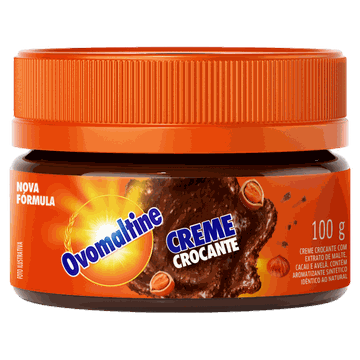 NOVA
FÓRMULA
Ovomaltine
CREME
CROCANTE
100 g
CREME CROCANTE COM
EXTRATO DE MALTE,
CACAU E AVELÃ. CONTÉM
AROMATIZANTE SINTÉTICO
IDÊNTICO AO NATURAL
FOTO ILUSTRATIVA